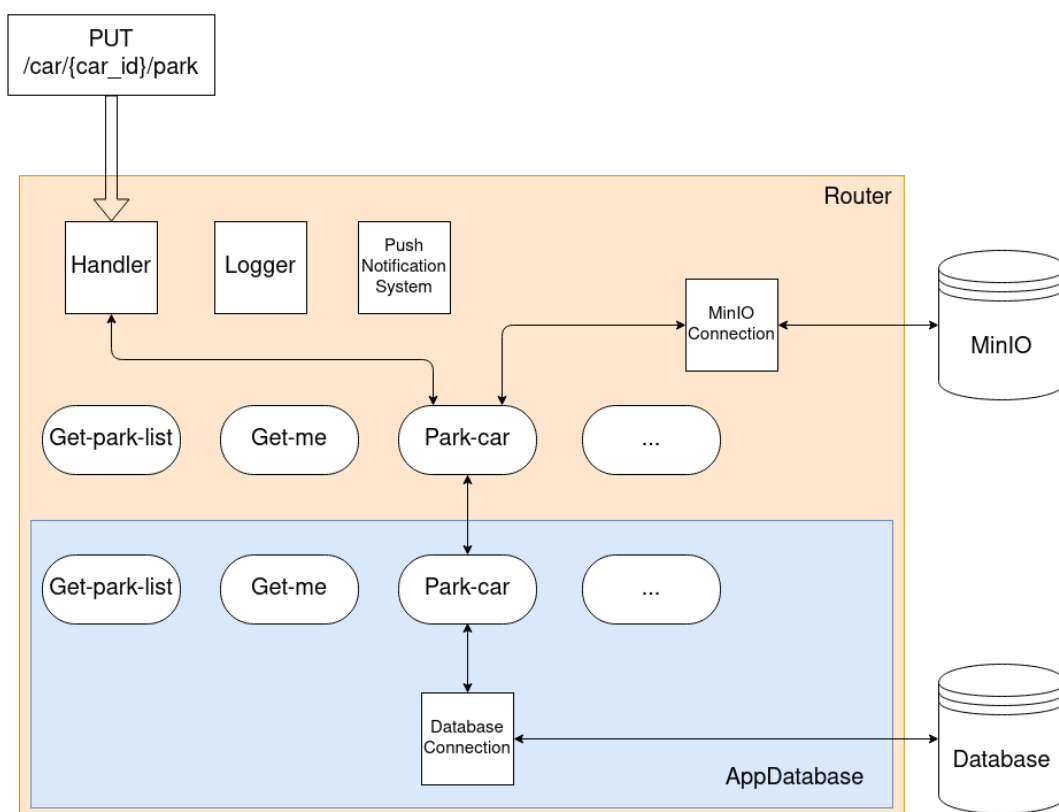 PUT
/car/{car_id}/park
Router
Handler
Logger
Push
Notification
System
MinIO
Connection
MinIO
Get-park-list
Get-me
Park-car
...
Get-park-list
Get-me
Park-car
...
Database
Connection
AppDatabase
Database